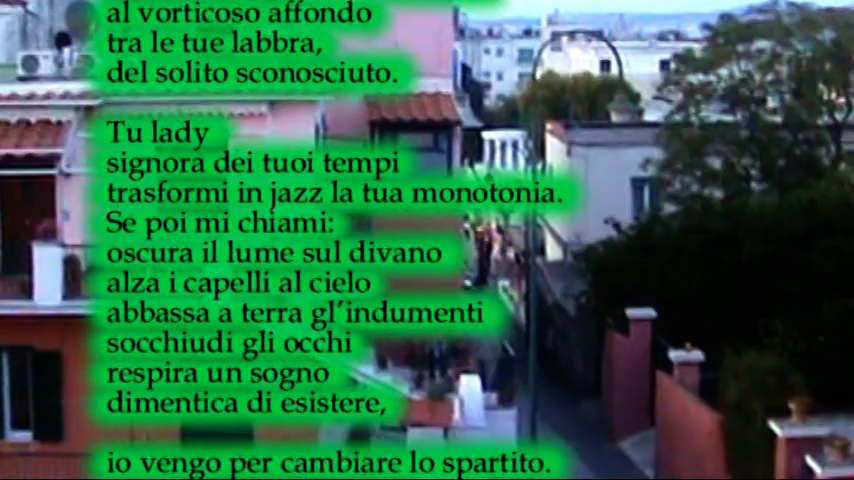 al vorticoso affondo
tra le tue labbra,
del solito sconosciuto.
Tu lady
signora dei tuoi tempi
trasformi in jazz la tua monotonia.
Se poi mi chiami:
oscura il lume sul divano
alza i capelli al cielo
abbassa a terra gl'indumenti
socchiudi gli occhi
respira un sogno
dimentica di esistere,
io vengo per cambiare lo spartito.